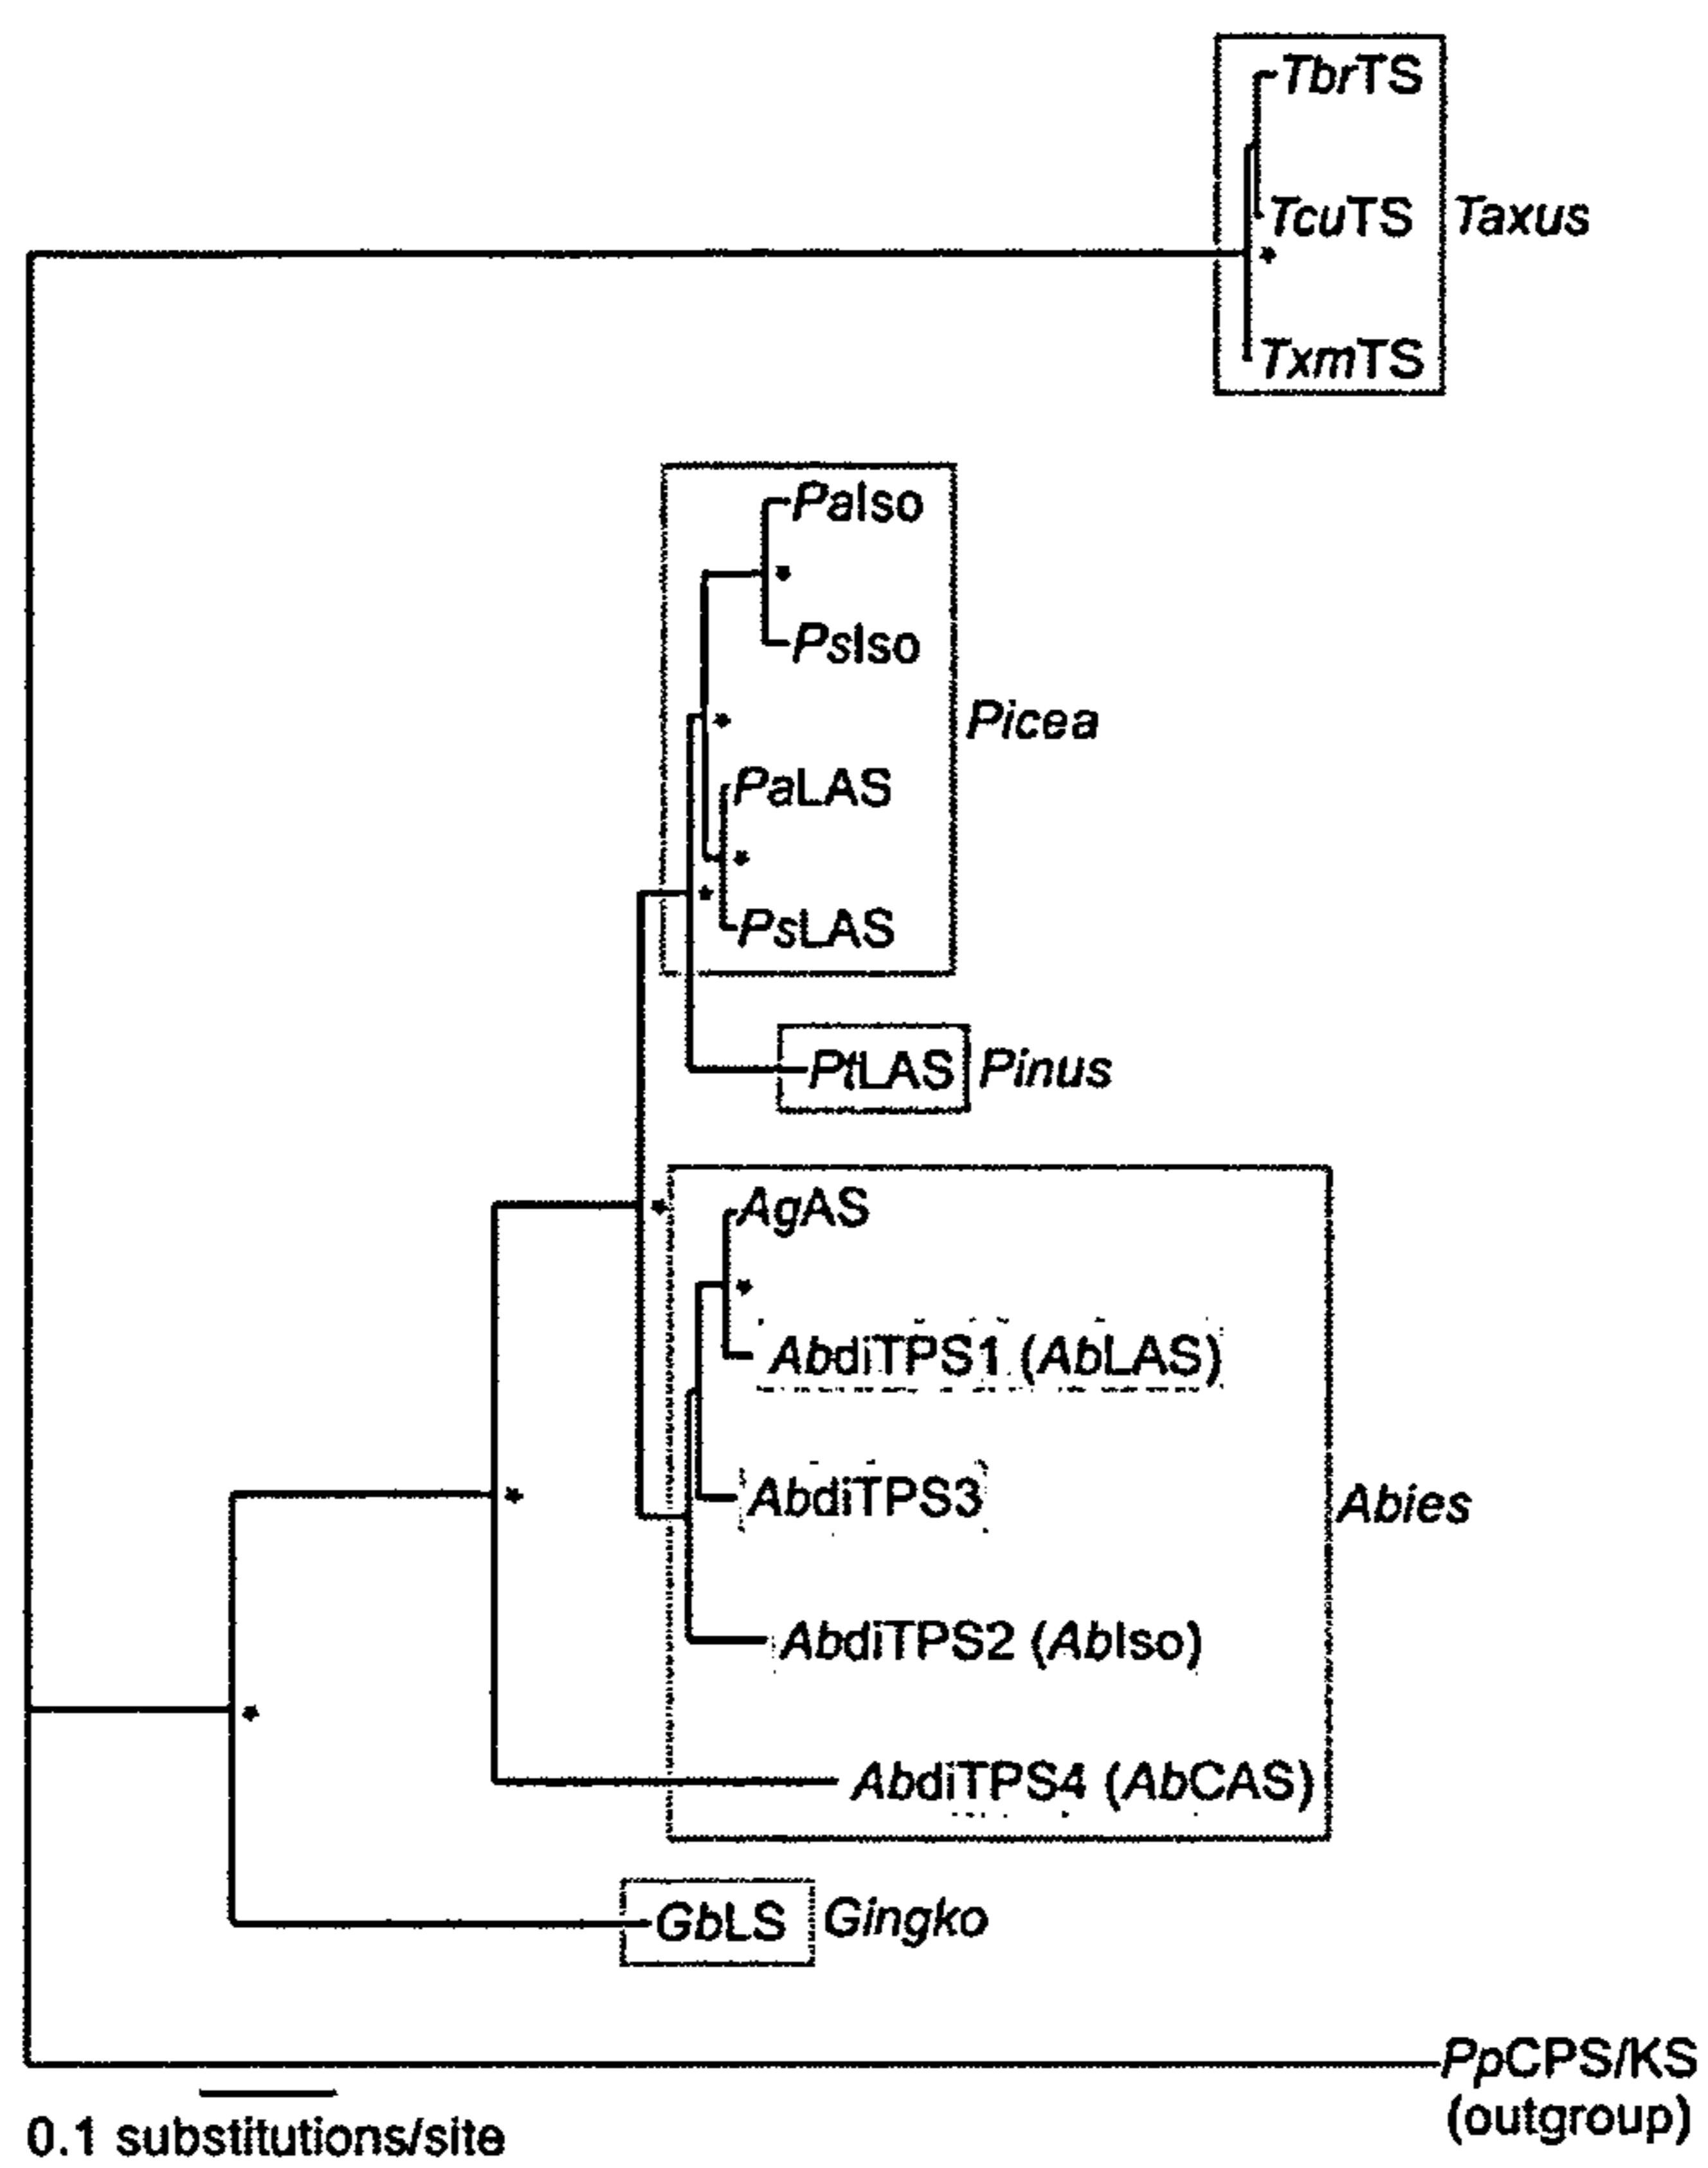 TbrTS
TcuTS
Taxus
*
TxmTS
PaIso
*
PsIso
*
Picea
PaLAS
*
*
PsLAS
PtLAS
Pinus
*
AgAS
*
AbdiTPS1 (AbLAS)
*
AbdiTPS3
Abies
AbdiTPS2 (AbIso)
*
AbdiTPS4 (AbCAS)
GbLS
Gingko
PpCPS/KS
(outgroup)
0.1 substitutions/site